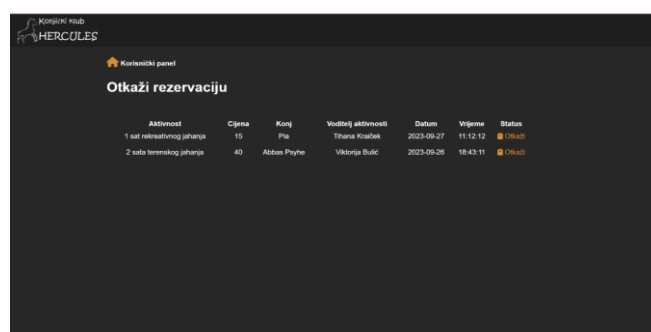 Konjički klub
HERCULES
Korisnički panel
Otkaži rezervaciju
Aktivnost Cijena Konj Voditelj aktivnosti Datum Vrijeme Status
1 sat rekreativnog jahanja 15 Pia Tihana Kraiček 2023-09-27 11:12:12 Otkaži
2 sata terenskog jahanja 40 Abbas Psyhe Viktorija Bulić 2023-09-26 18:43:11 Otkaži